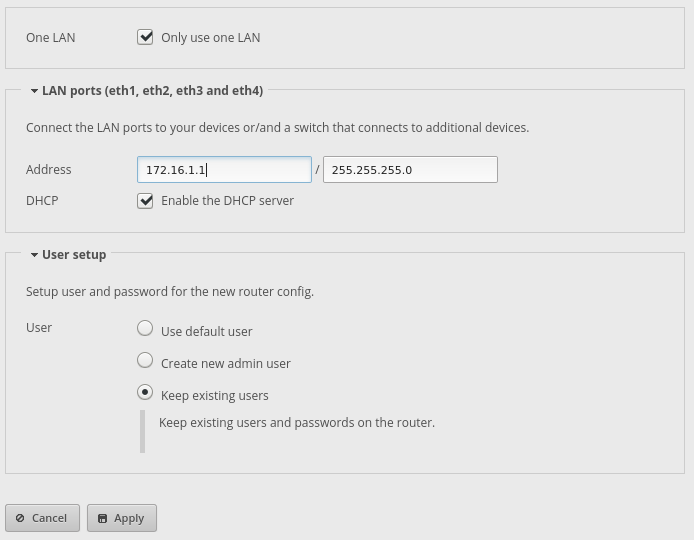 One LAN Only use one LAN
LAN ports (eth1, eth2, eth3 and eth4)
Connect the LAN ports to your devices or/and a switch that connects to additional devices.
Address 172.16.1.1 / 255.255.255.0
DHCP Enable the DHCP server
User setup
Setup user and password for the new router config.
User Use default user
Create new admin user
Keep existing users
Keep existing users and passwords on the router.
Cancel Apply